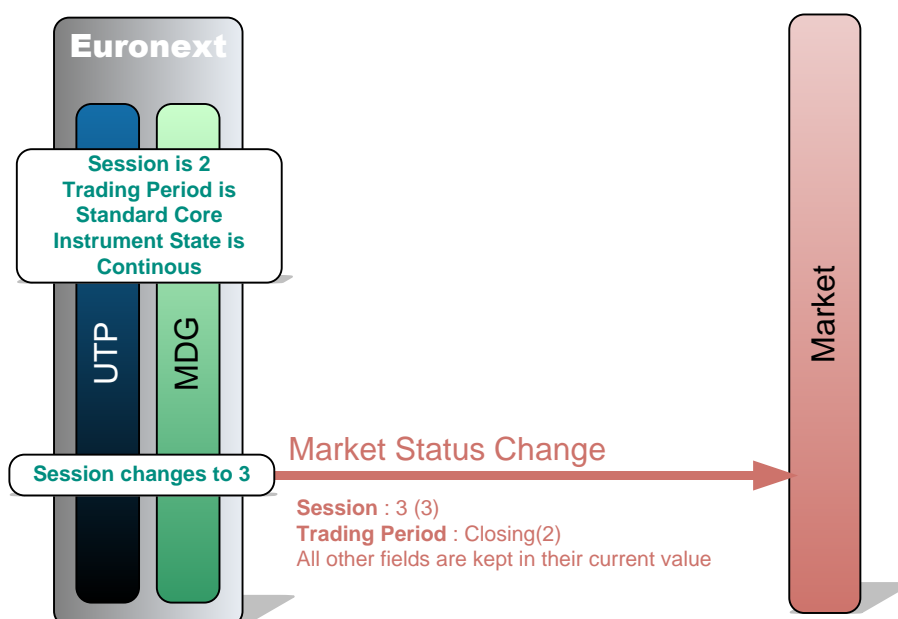 Euronext
Session is 2
Trading Period is
Standard Core
Instrument State is
Continous
UTP
MDG
Market
Session changes to 3
Market Status Change
Session : 3 (3)
Trading Period : Closing(2)
All other fields are kept in their current value